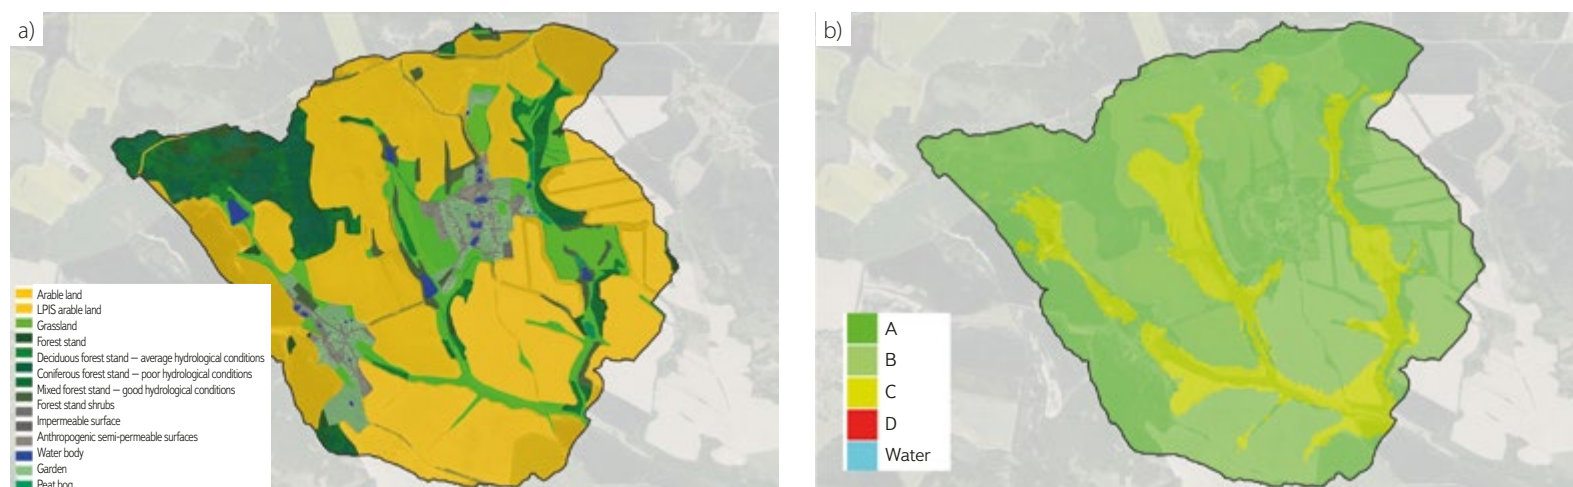 a)
Arable land
LPIS arable land
Grassland
Forest stand
Deciduous forest stand – average hydrological conditions
Coniferous forest stand – poor hydrological conditions
Mixed forest stand – good hydrological conditions
Forest stand shrubs
Impermeable surface
Anthropogenic semi-permeable surfaces
Water body
Garden
Peat bog
b)
A
B
C
D
Water